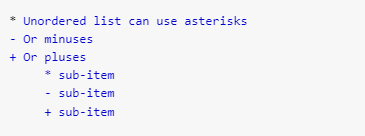 * Unordered list can use asterisks
- Or minuses
+ Or pluses
     * sub-item
     - sub-item
     + sub-item